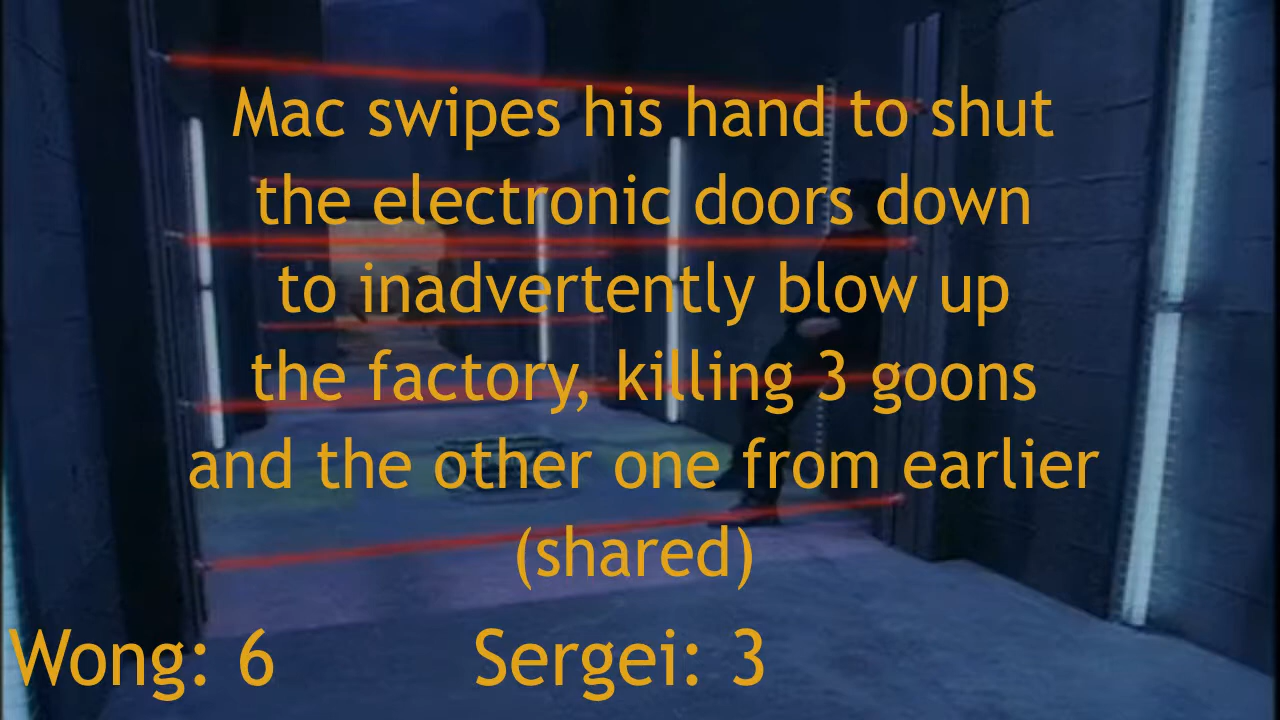 Mac swipes his hand to shut
the electronic doors down
to inadvertently blow up
the factory, killing 3 goons
and the other one from earlier
(shared)
Wong: 6 Sergei: 3